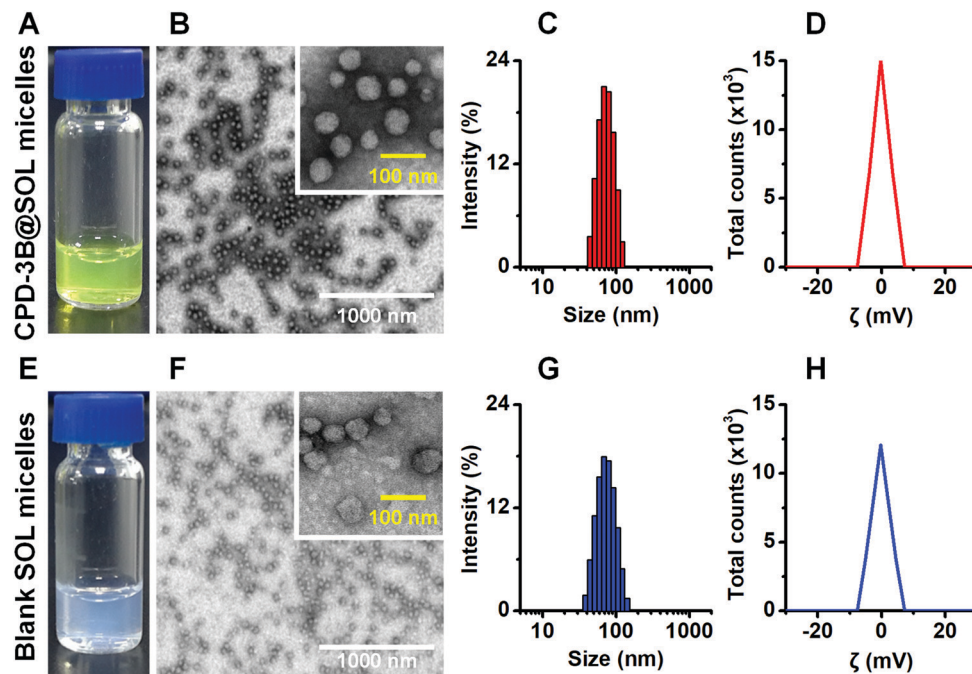 A
B
C
D
CPD-3B@SOL micelles
100 nm
1000 nm
Intensity (%)
24
12
0
10
100
1000
Size (nm)
Total counts (x10³)
15
10
5
0
-20
0
20
ζ (mV)
E
F
G
H
Blank SOL micelles
100 nm
1000 nm
Intensity (%)
24
12
0
10
100
1000
Size (nm)
Total counts (x10³)
15
10
5
0
-20
0
20
ζ (mV)